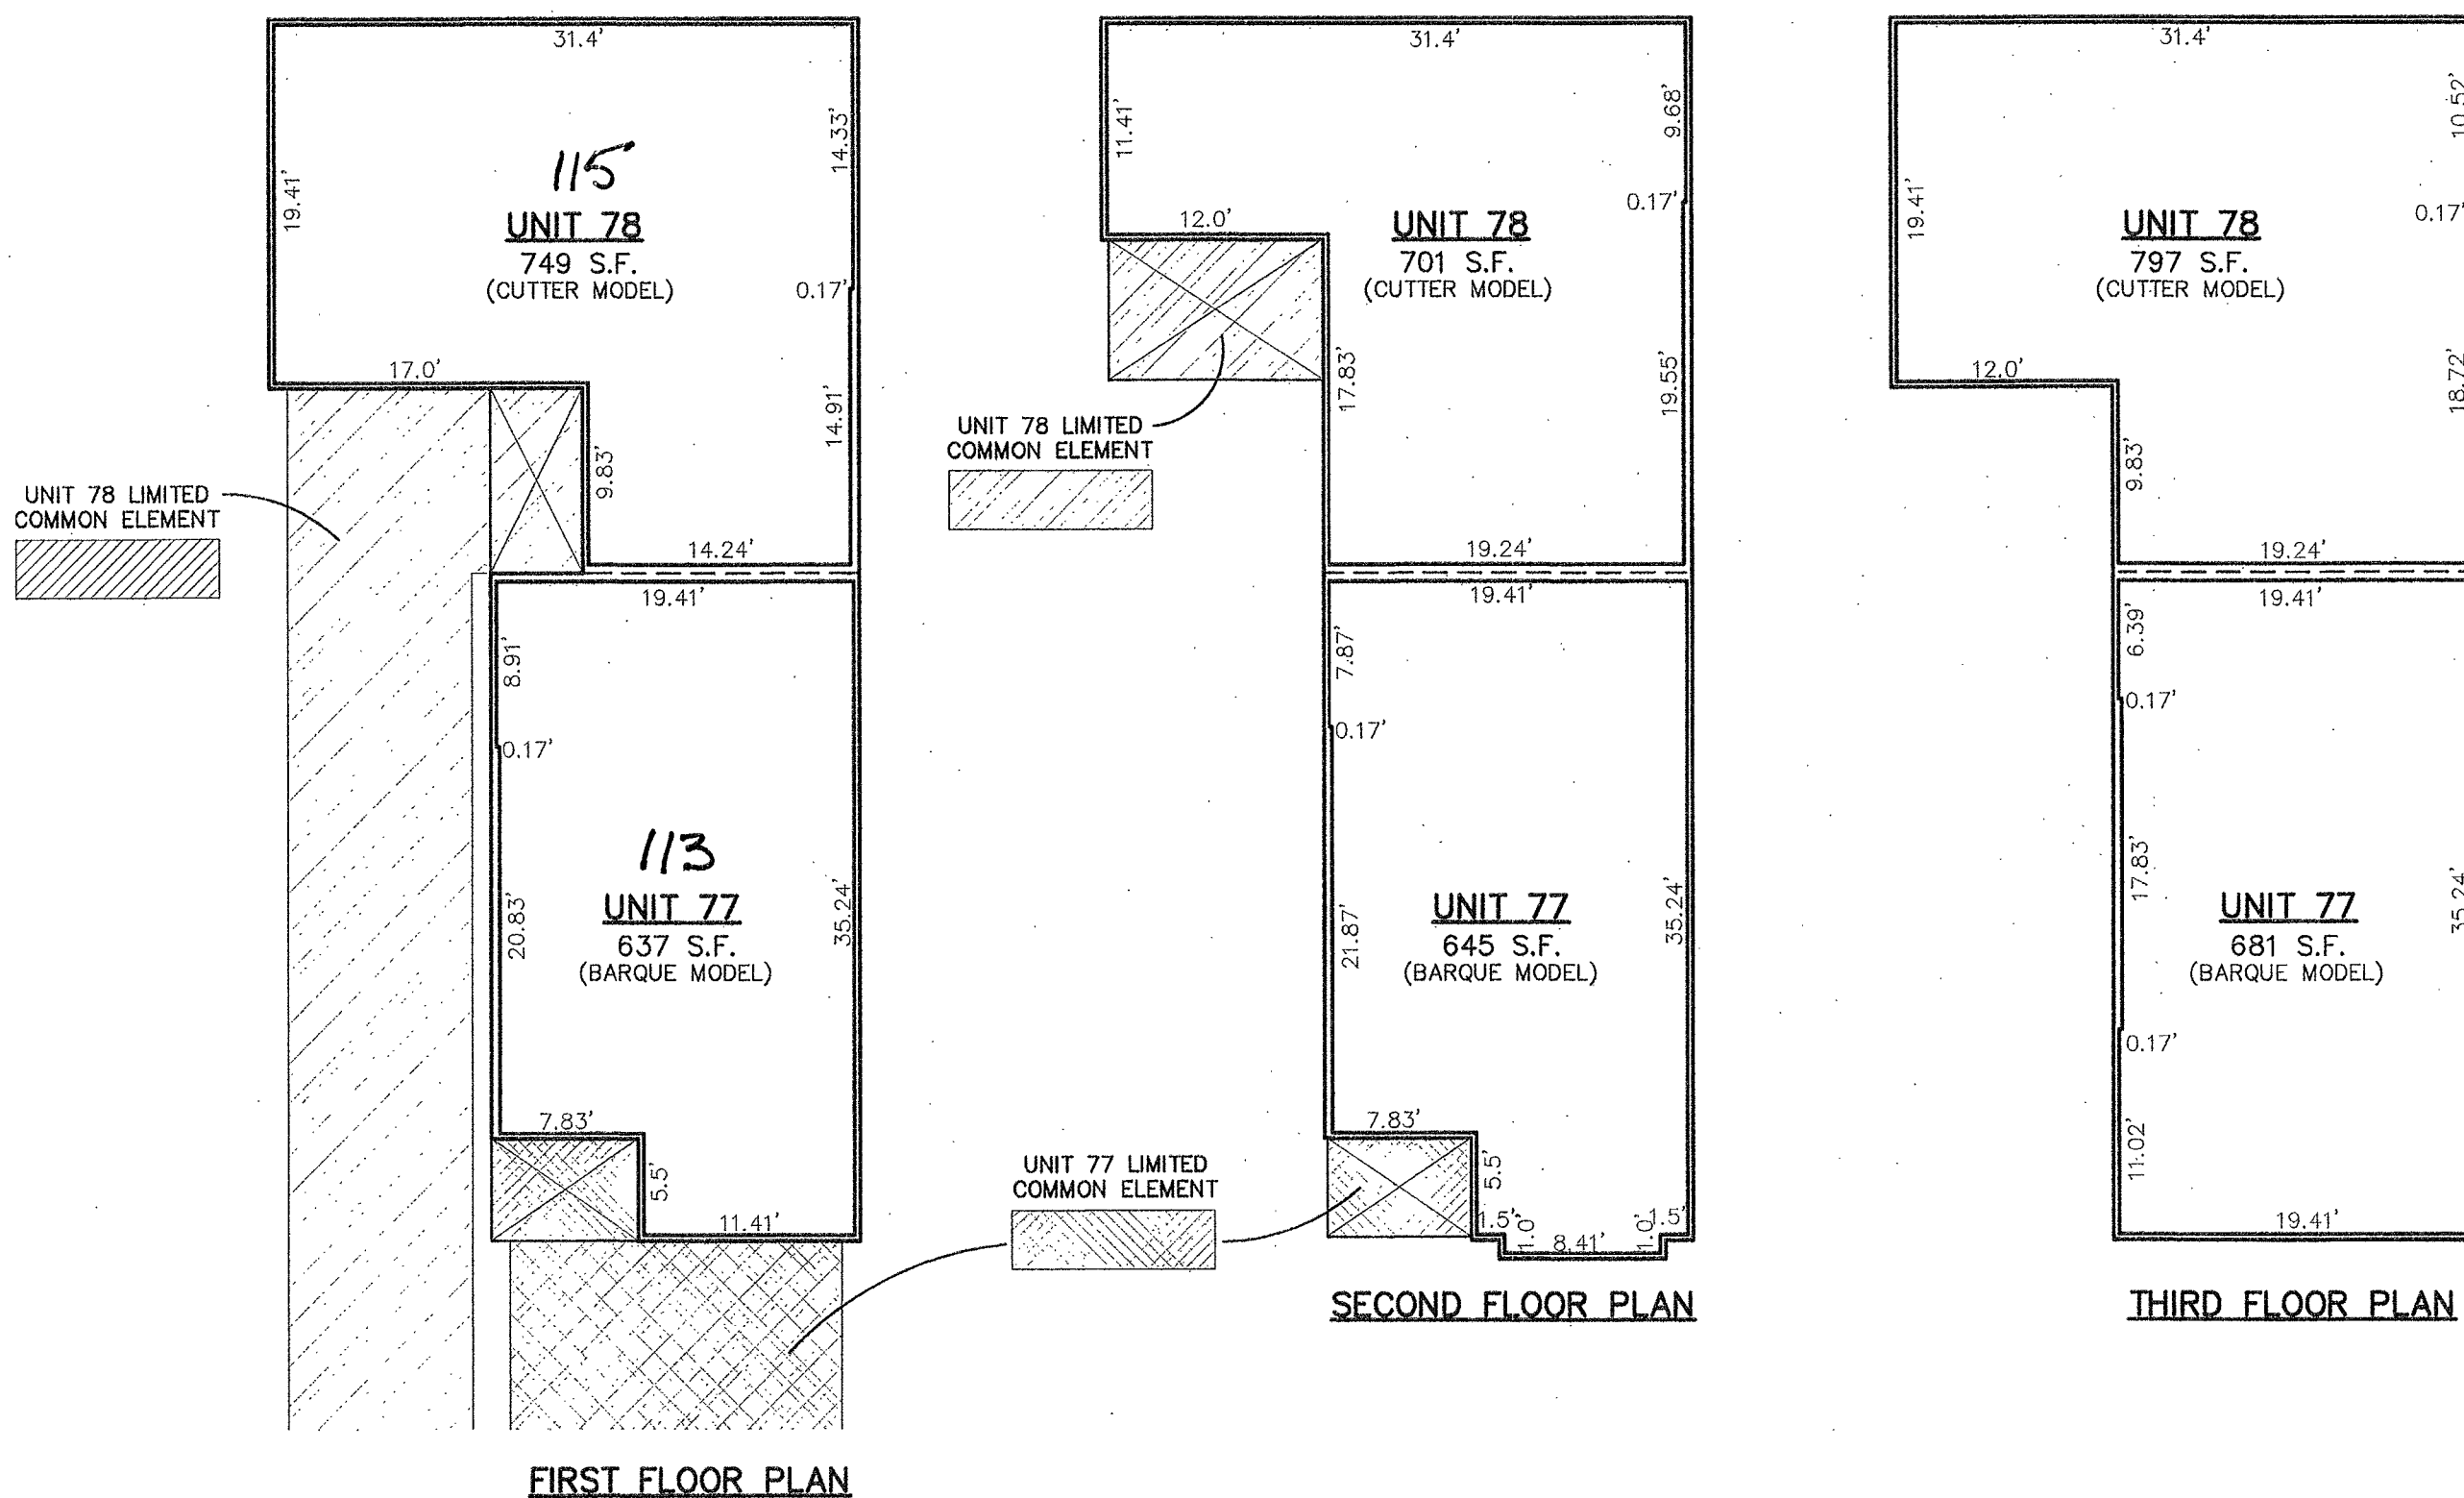 31.4'
19.41'
14.33'
115
UNIT 78
749 S.F.
(CUTTER MODEL)
0.17'
17.0'
14.91'
9.83'
14.24'
UNIT 78 LIMITED
COMMON ELEMENT
19.41'
8.91'
0.17'
113
UNIT 77
637 S.F.
(BARQUE MODEL)
20.83'
35.24'
7.83'
5.5'
11.41'
FIRST FLOOR PLAN
31.4'
11.41'
9.68'
12.0'
UNIT 78
701 S.F.
(CUTTER MODEL)
0.17'
17.83'
19.55'
UNIT 78 LIMITED
COMMON ELEMENT
19.24'
19.41'
7.87'
0.17'
UNIT 77
645 S.F.
(BARQUE MODEL)
21.87'
35.24'
7.83'
5.5'
UNIT 77 LIMITED
COMMON ELEMENT
1.5'
1.0'
8.41'
1.0'
1.5'
SECOND FLOOR PLAN
31.4'
10.52'
19.41'
UNIT 78
797 S.F.
(CUTTER MODEL)
0.17'
12.0'
18.72'
9.83'
19.24'
19.41'
6.39'
0.17'
17.83'
UNIT 77
681 S.F.
(BARQUE MODEL)
35.24'
0.17'
11.02'
19.41'
THIRD FLOOR PLAN